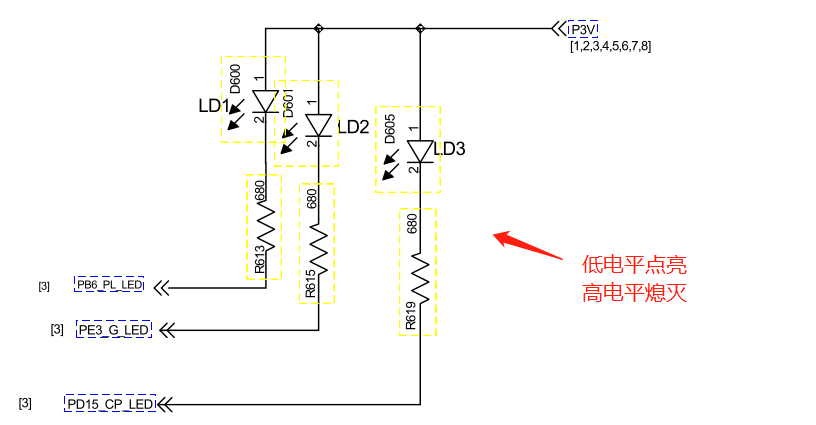 P3V
[1,2,3,4,5,6,7,8]
D600
1
LD1
2
D601
1
LD2
2
D605
1
LD3
2
680
R613
680
R615
680
R619
低电平点亮
高电平熄灭
[3] PB6_PL_LED
[3] PE3_G_LED
[3] PD15_CP_LED